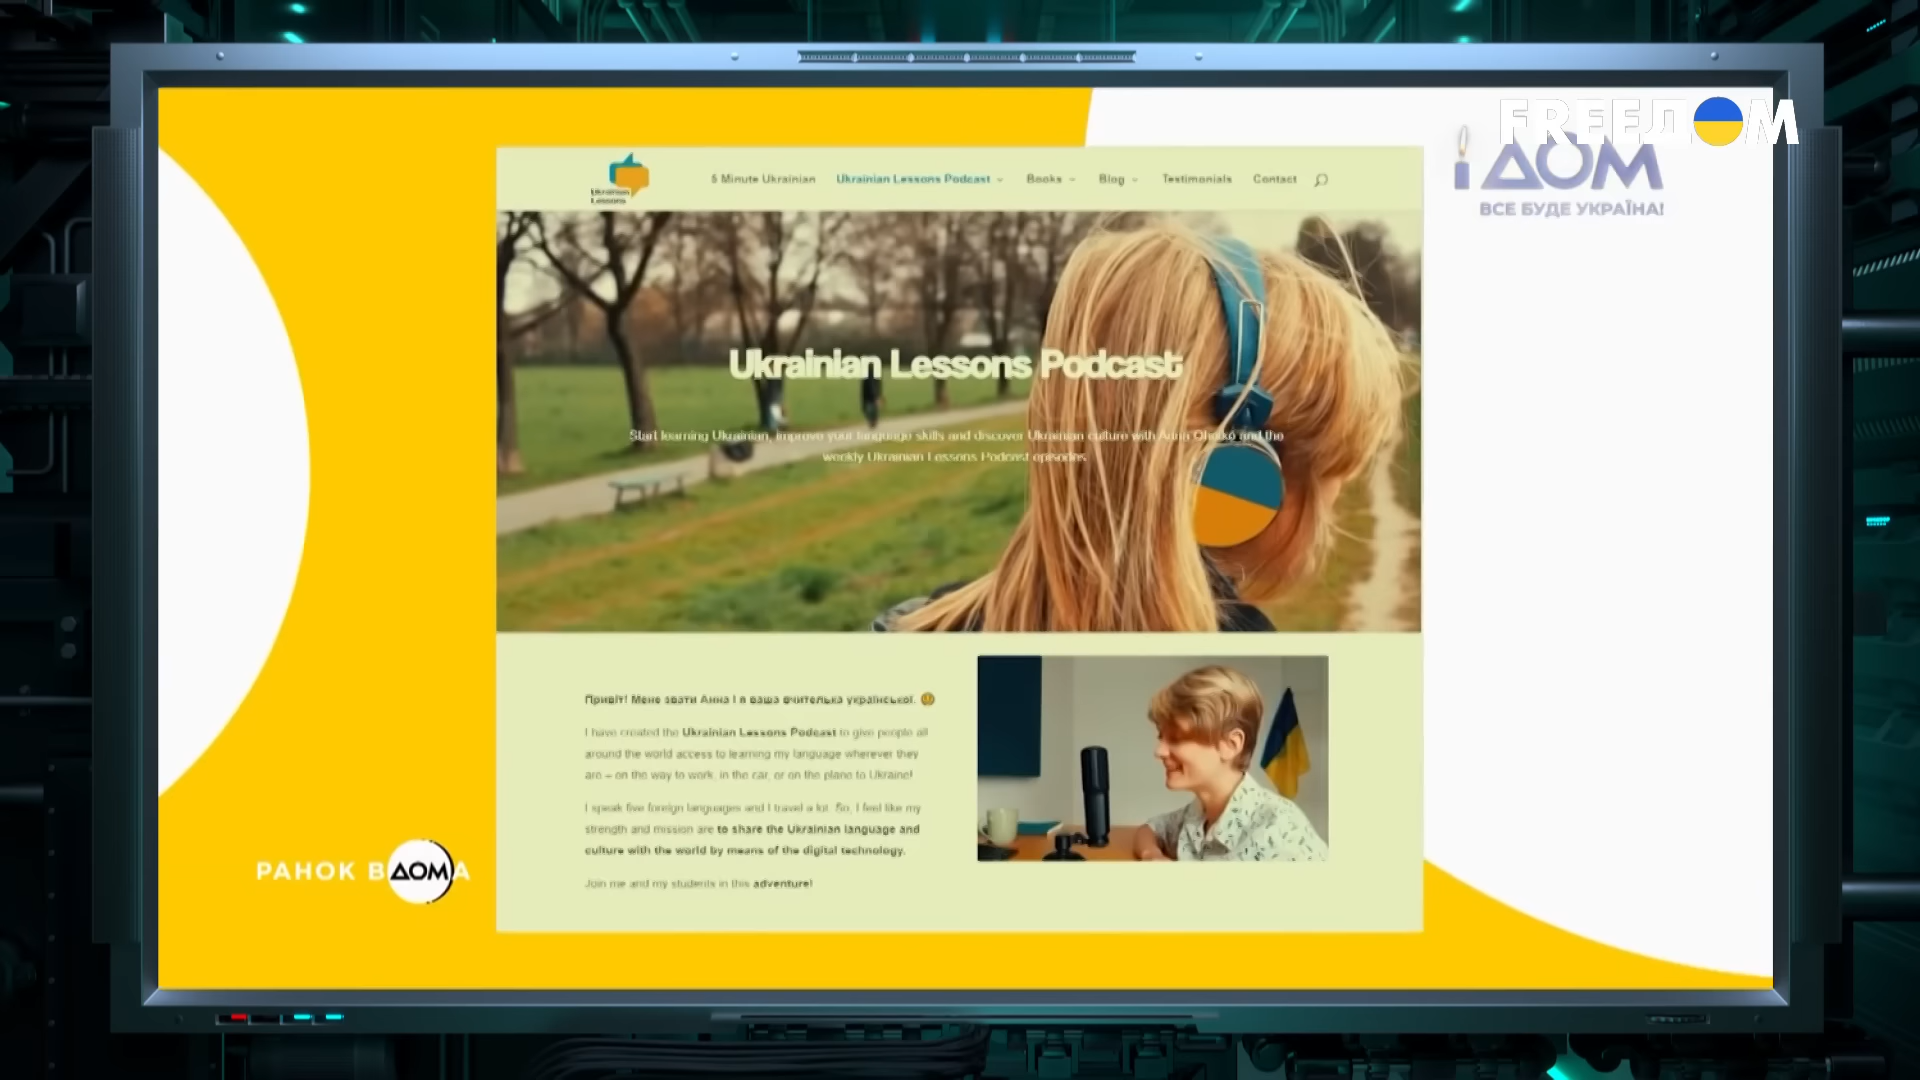 FREEДОМ
і ДОМ
ВСЕ БУДЕ УКРАЇНА!
Ukrainian
Lessons
5 Minute Ukrainian
Ukrainian Lessons Podcast
Books
Blog
Testimonials
Contact
Ukrainian Lessons Podcast
Start learning Ukrainian, improve your language skills and discover Ukrainian culture with Anna Ohoiko and the
weekly Ukrainian Lessons Podcast episodes.
Привіт! Мене звати Анна і я ваша вчителька української.
I have created the Ukrainian Lessons Podcast to give people all
around the world access to learning my language wherever they
are – on the way to work, in the car, or on the plane to Ukraine!
I speak five foreign languages and I travel a lot. So, I feel like my
strength and mission are to share the Ukrainian language and
culture with the world by means of the digital technology.
Join me and my students in this adventure!
РАНОК ВДОМА